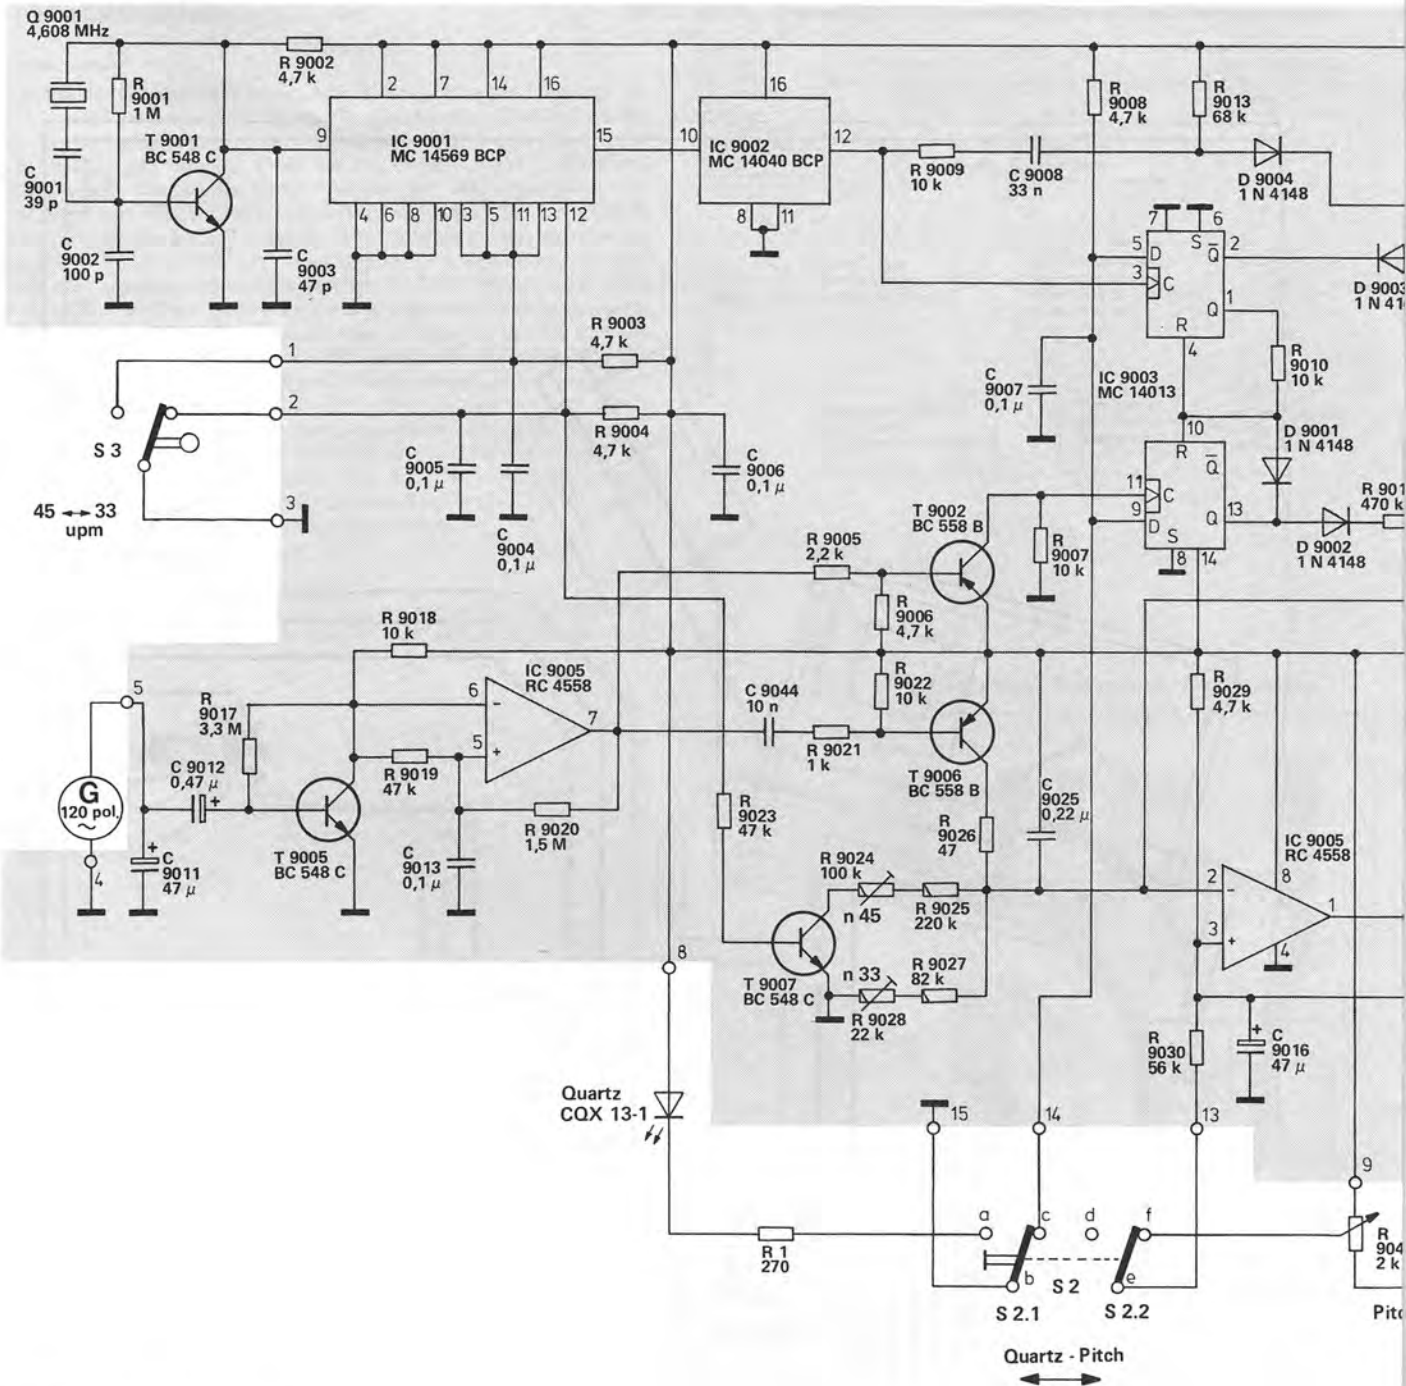 Q 9001
4,608 MHz
R
9001
1 M
C
9001
39 p
C
9002
100 p
T 9001
BC 548 C
C
9003
47 p
R 9002
4,7 k
2
7
14
16
9
IC 9001
MC 14569 BCP
15
4
6
8
10
3
5
11
13
12
10
16
IC 9002
MC 14040 BCP
12
8
11
R 9009
10 k
C 9008
33 n
R
9008
4,7 k
R
9013
68 k
D 9004
1 N 4148
7
6
5
D
S
Q
2
3
C
Q
1
R
4
D 9003
R
9010
10 k
C
9007
0,1 µ
IC 9003
MC 14013
10
R
Q
11
C
9
D
Q
13
S
8
14
D 9001
1 N 4148
D 9002
1 N 4148
1
R 9003
4,7 k
2
R 9004
4,7 k
S 3
3
45 ↔ 33
upm
C
9005
0,1 µ
C
9004
0,1 µ
C
9006
0,1 µ
R 9005
2,2 k
T 9002
BC 558 B
R
9007
10 k
R
9006
4,7 k
R
9022
10 k
R 9018
10 k
5
R
9017
3,3 M
IC 9005
RC 4558
6
−
5
+
7
C 9044
10 n
R 9021
1 k
T 9006
BC 558 B
R
9029
4,7 k
G
120 pol.
~
4
C 9012
0,47 µ
+
R 9019
47 k
R 9020
1,5 M
+
C
9011
47 µ
T 9005
BC 548 C
C
9013
0,1 µ
R
9023
47 k
R
9026
47
C
9025
0,22 µ
IC 9005
RC 4558
8
2
−
3
+
1
4
R 9024
100 k
n 45
R 9025
220 k
T 9007
BC 548 C
n 33
R 9027
82 k
R 9028
22 k
8
R
9030
56 k
+
C
9016
47 µ
Quartz
CQX 13-1
15
14
13
9
R 1
270
a
c
d
f
b
S 2
e
S 2.1
S 2.2
R
2 k
Quartz - Pitch